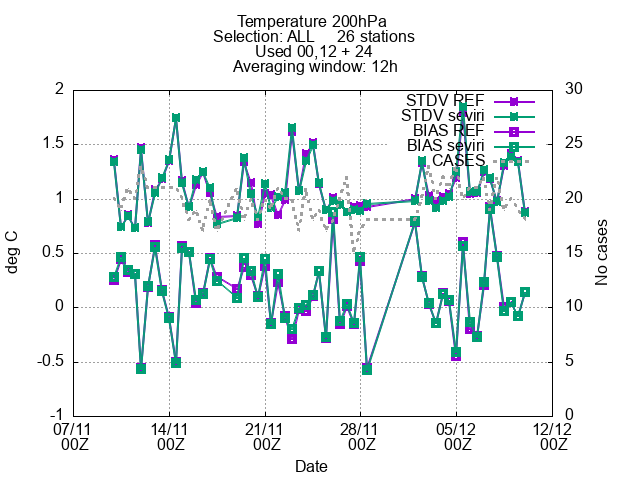 Temperature 200hPa
Selection: ALL 26 stations
Used 00,12 + 24
Averaging window: 12h
2
1.5
1
0.5
0
-0.5
-1
deg C
30
25
20
15
10
5
0
No cases
STDV REF
STDV seviri
BIAS REF
BIAS seviri
CASES
07/11 14/11 21/11 28/11 05/12 12/12
00Z 00Z 00Z 00Z 00Z 00Z
Date